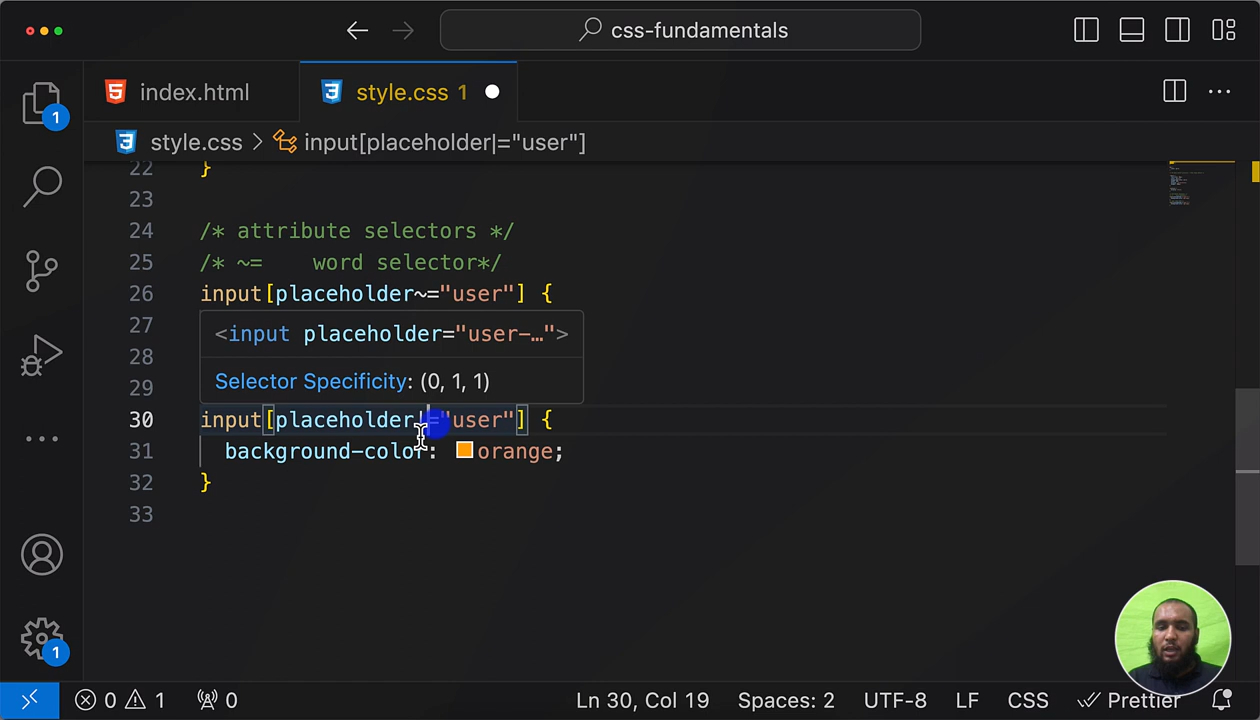 css-fundamentals
index.html
style.css 1
1
style.css > input[placeholder|="user"]
22 }
23
24 /* attribute selectors */
25 /* ~= word selector*/
26 input[placeholder~="user"] {
27
<input placeholder="user-…">
28
Selector Specificity: (0, 1, 1)
29
30 input[placeholder|="user"] {
31 background-color: orange;
32 }
33
1
0 1 0 Ln 30, Col 19 Spaces: 2 UTF-8 LF CSS Prettier